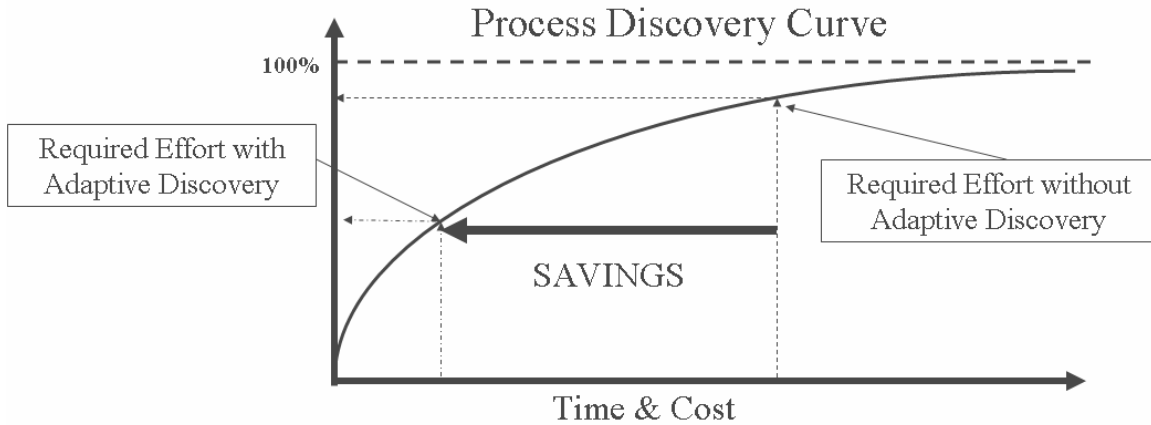 Process Discovery Curve
100%
Required Effort with
Adaptive Discovery
Required Effort without
Adaptive Discovery
SAVINGS
Time & Cost